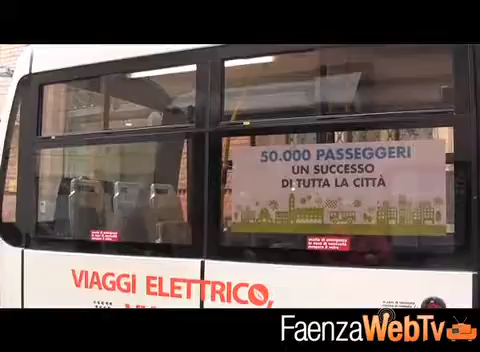 50.000 PASSEGGERI
UN SUCCESSO
DI TUTTA LA CITTÀ
VIAGGI ELETTRICO,
FaenzaWebTv